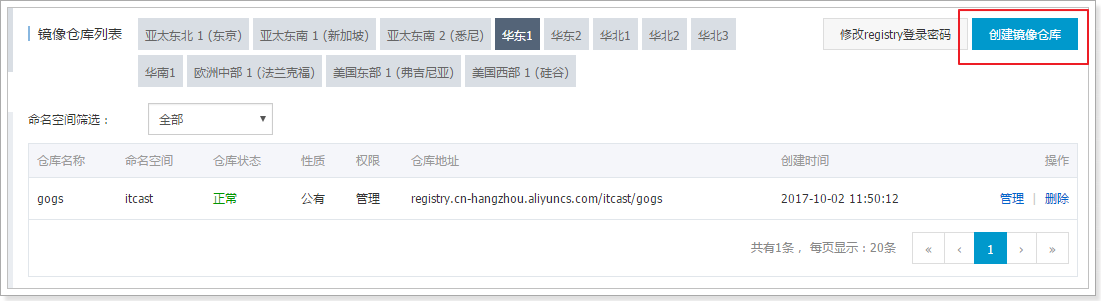 镜像仓库列表 亚太东北 1 (东京) 亚太东南 1 (新加坡) 亚太东南 2 (悉尼) 华东1 华东2 华北1 华北2 华北3 修改registry登录密码 创建镜像仓库
华南1 欧洲中部 1 (法兰克福) 美国东部 1 (弗吉尼亚) 美国西部 1 (硅谷)
命名空间筛选: 全部
仓库名称 命名空间 仓库状态 性质 权限 仓库地址 创建时间 操作
gogs itcast 正常 公有 管理 registry.cn-hangzhou.aliyuncs.com/itcast/gogs 2017-10-02 11:50:12 管理 | 删除
共有1条， 每页显示：20条 « ‹ 1 › »